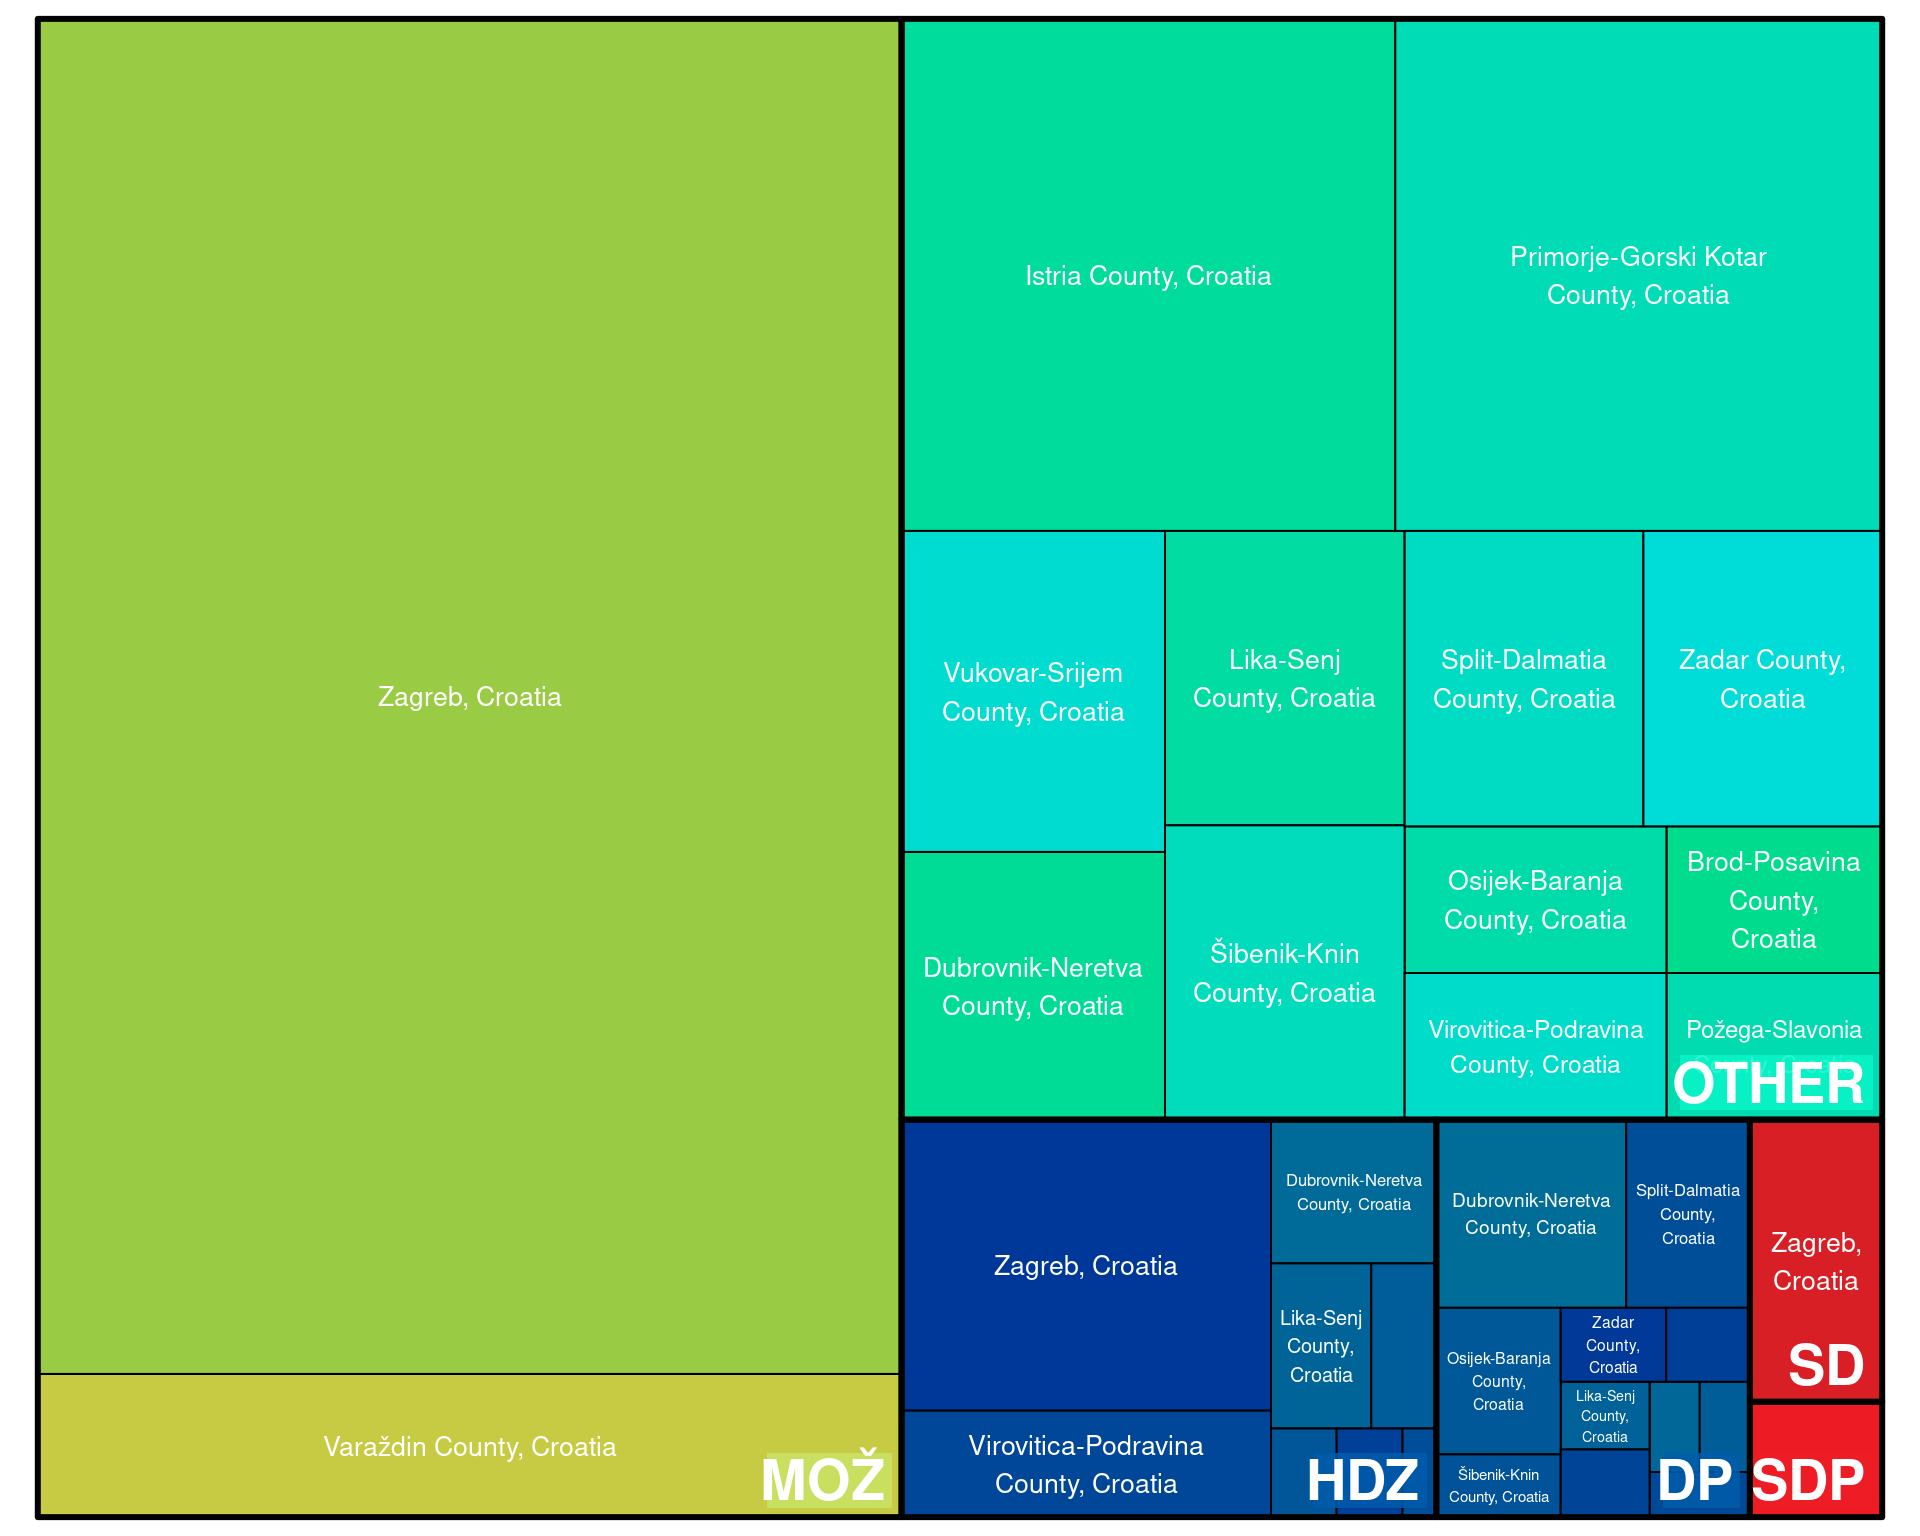 Zagreb, Croatia
Varaždin County, Croatia
MOŽ
Istria County, Croatia
Primorje-Gorski Kotar
County, Croatia
Vukovar-Srijem
County, Croatia
Lika-Senj
County, Croatia
Split-Dalmatia
County, Croatia
Zadar County,
Croatia
Dubrovnik-Neretva
County, Croatia
Šibenik-Knin
County, Croatia
Osijek-Baranja
County, Croatia
Brod-Posavina
County,
Croatia
Virovitica-Podravina
County, Croatia
Požega-Slavonia
OTHER
Zagreb, Croatia
Virovitica-Podravina
County, Croatia
Dubrovnik-Neretva
County, Croatia
Lika-Senj
County,
Croatia
HDZ
Dubrovnik-Neretva
County, Croatia
Split-Dalmatia
County,
Croatia
Osijek-Baranja
County,
Croatia
Zadar
County,
Croatia
Lika-Senj
County,
Croatia
Šibenik-Knin
County, Croatia
DP
Zagreb,
Croatia
SD
SDP